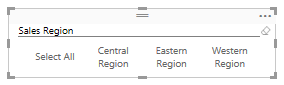 Sales Region
Select All
Central
Region
Eastern
Region
Western
Region